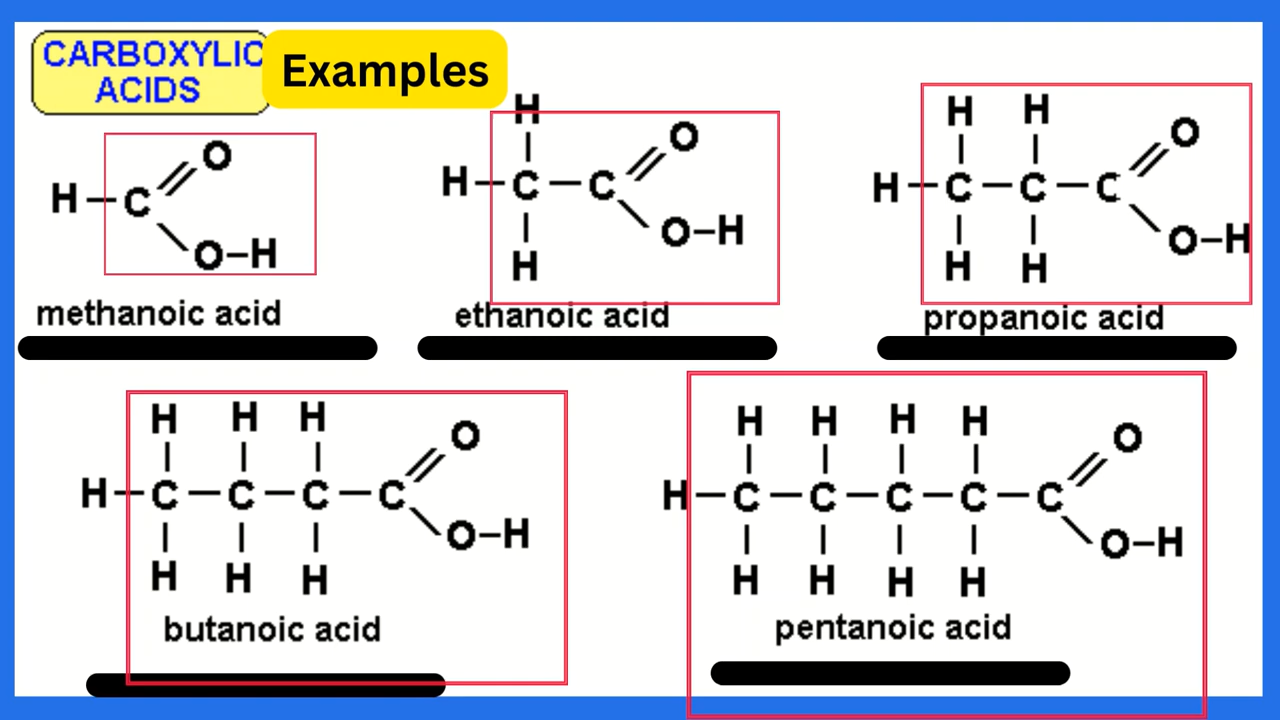 CARBOXYLIC
ACIDS
Examples
O
H–C
O–H
methanoic acid
H
O
H–C–C
O–H
H
ethanoic acid
H H
O
H–C–C–C
O–H
H H
propanoic acid
H H H
O
H–C–C–C–C
O–H
H H H
butanoic acid
H H H H
O
H–C–C–C–C–C
O–H
H H H H
pentanoic acid